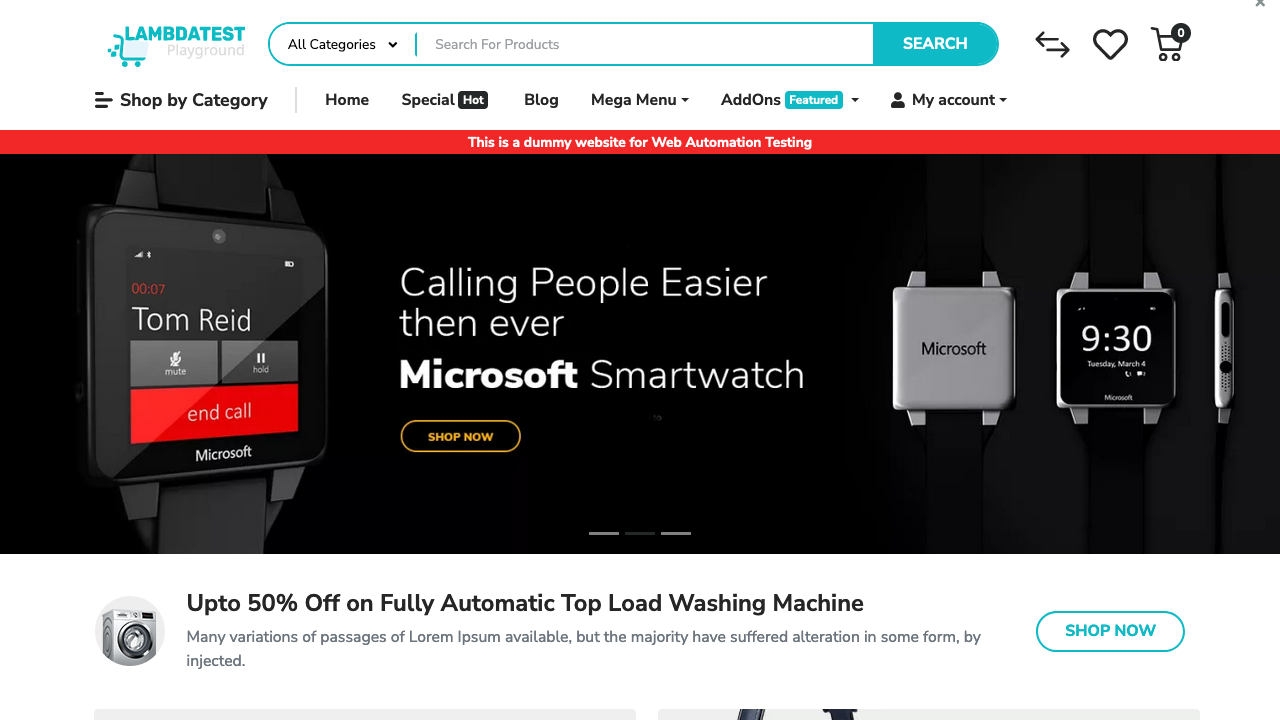 LAMBDATEST
Playground
All Categories
Search For Products
SEARCH
0
Shop by Category
Home
Special Hot
Blog
Mega Menu
AddOns Featured
My account
This is a dummy website for Web Automation Testing
00:07
Tom Reid
mute
hold
end call
Microsoft
Calling People Easier
then ever
Microsoft Smartwatch
SHOP NOW
Microsoft
9:30
Tuesday, March 4
Microsoft
Upto 50% Off on Fully Automatic Top Load Washing Machine
Many variations of passages of Lorem Ipsum available, but the majority have suffered alteration in some form, by
injected.
SHOP NOW